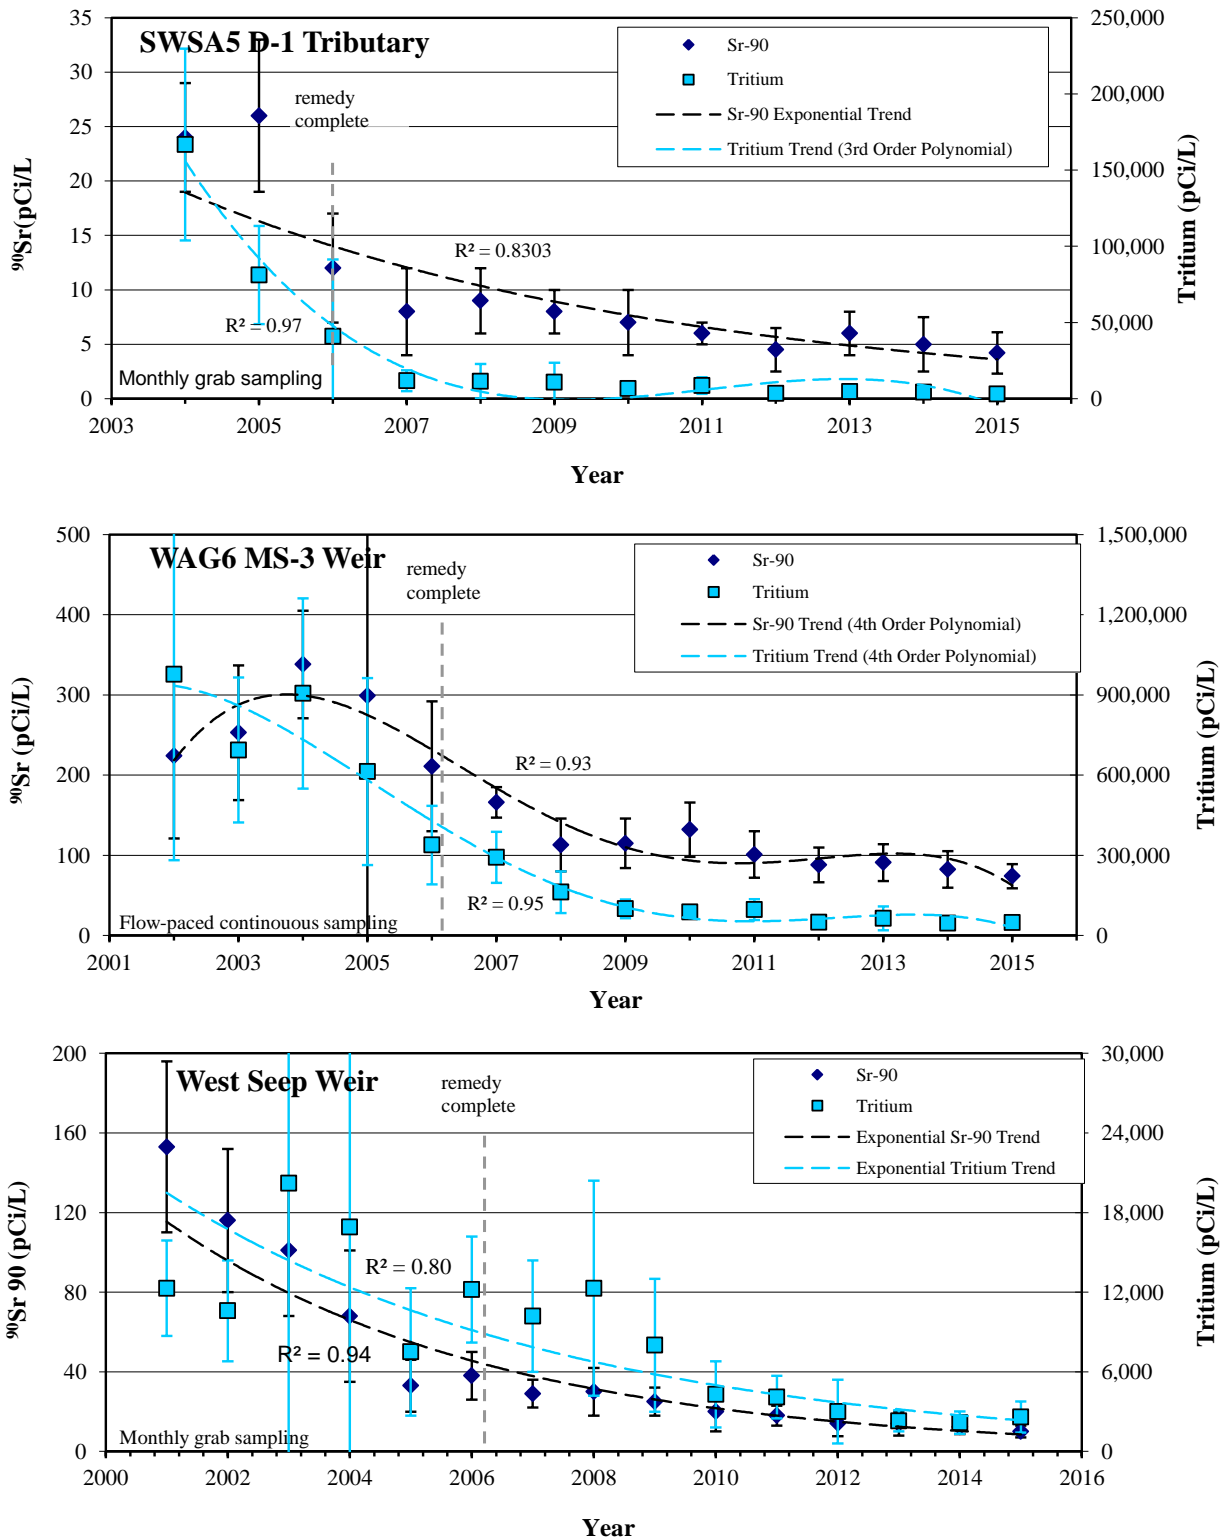 SWSA5 D-1 Tributary
Sr-90
Tritium
Sr-90 Exponential Trend
Tritium Trend (3rd Order Polynomial)
remedy
complete
R² = 0.8303
R² = 0.97
Monthly grab sampling
⁹⁰Sr(pCi/L
35
30
25
20
15
10
5
0
Tritium (pCi/L)
250,000
200,000
150,000
100,000
50,000
0
2003 2005 2007 2009 2011 2013 2015
Year
WAG6 MS-3 Weir
Sr-90
Tritium
Sr-90 Trend (4th Order Polynomial)
Tritium Trend (4th Order Polynomial)
remedy
complete
R² = 0.93
R² = 0.95
Flow-paced continuous sampling
⁹⁰Sr (pCi/L)
500
400
300
200
100
0
Tritium (pCi/L)
1,500,000
1,200,000
900,000
600,000
300,000
0
2001 2003 2005 2007 2009 2011 2013 2015
Year
West Seep Weir
Sr-90
Tritium
Exponential Sr-90 Trend
Exponential Tritium Trend
remedy
complete
R² = 0.80
R² = 0.94
Monthly grab sampling
⁹⁰Sr 90 (pCi/L)
200
160
120
80
40
0
Tritium (pCi/L)
30,000
24,000
18,000
12,000
6,000
0
2000 2002 2004 2006 2008 2010 2012 2014 2016
Year